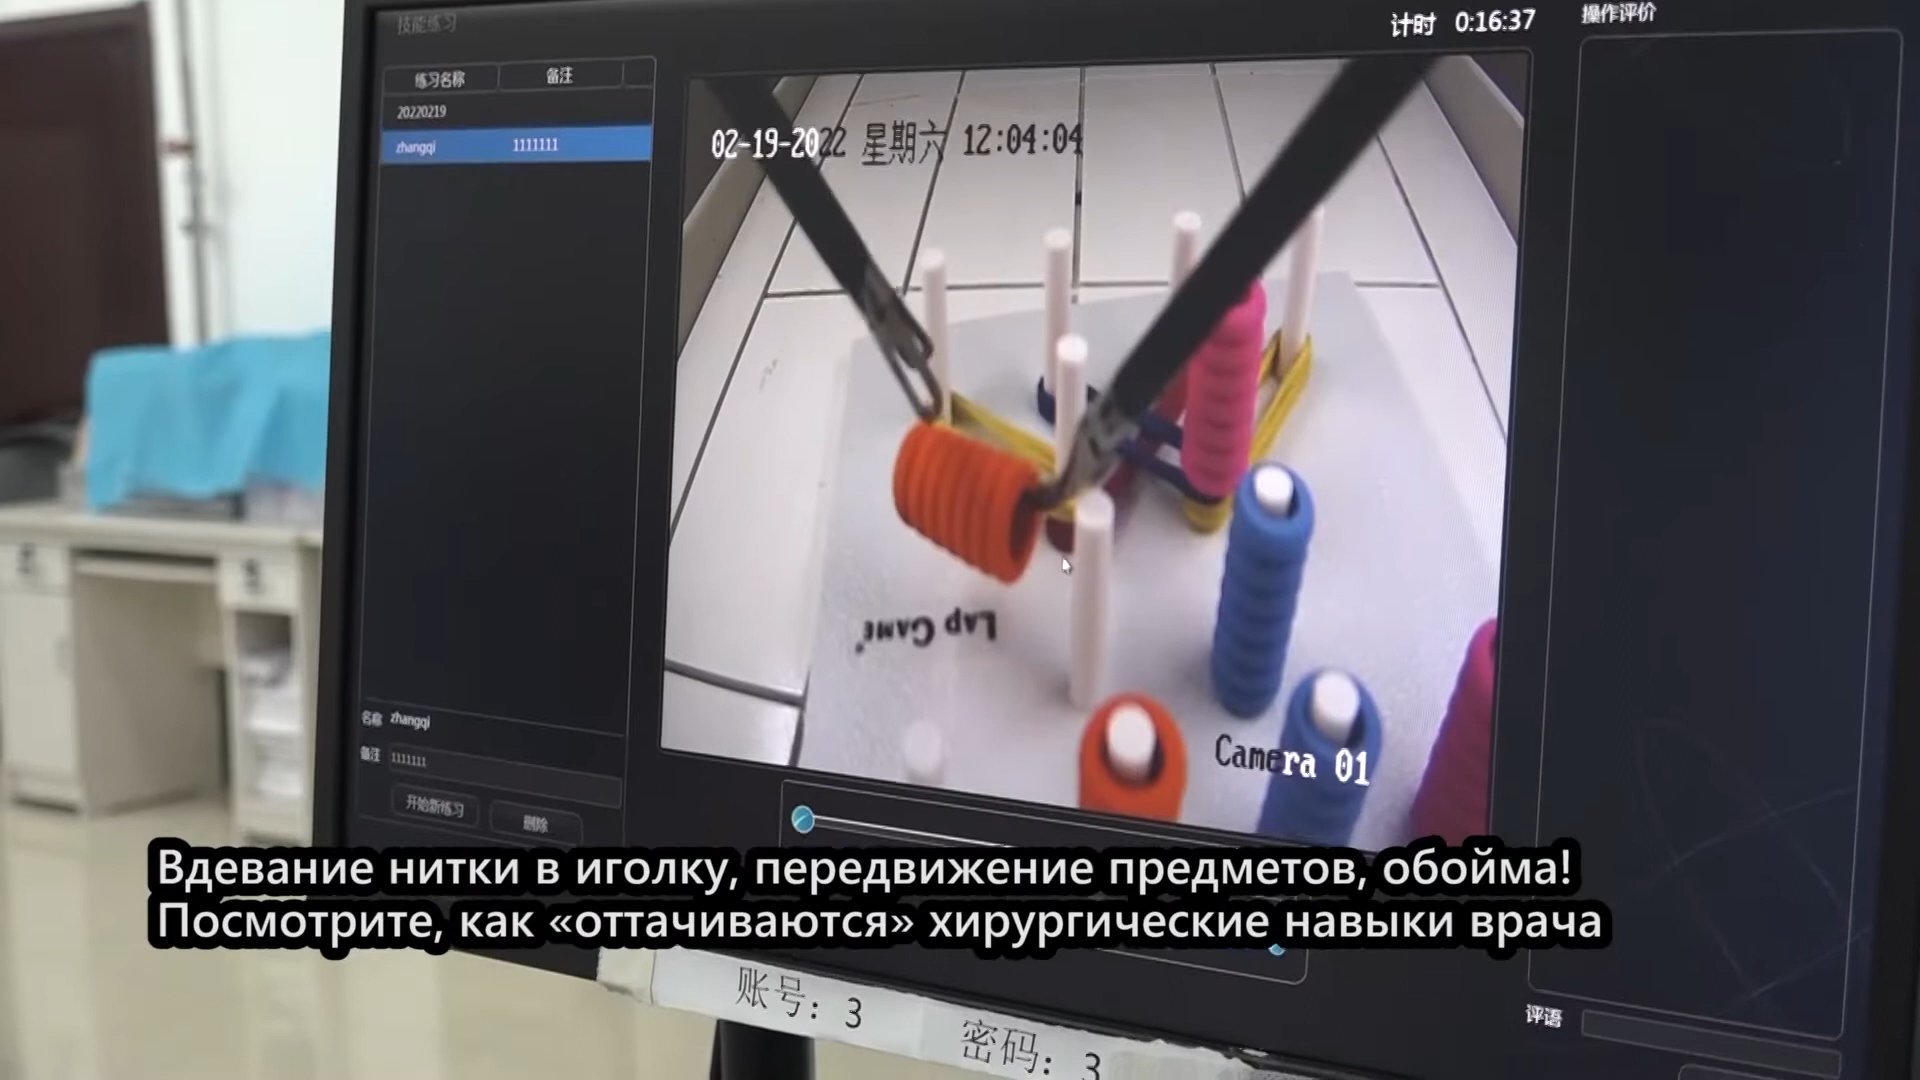 技能练习
计时 0:16:37
操作评价
练习名称 备注
20220219
zhangqi 1111111
02-19-2022 星期六 12:04:04
Lap Game®
Camera 01
名称 zhangqi
备注 1111111
开始新练习 删除
Вдевание нитки в иголку, передвижение предметов, обойма!
Посмотрите, как «оттачиваются» хирургические навыки врача
评语
账号: 3 密码: 3